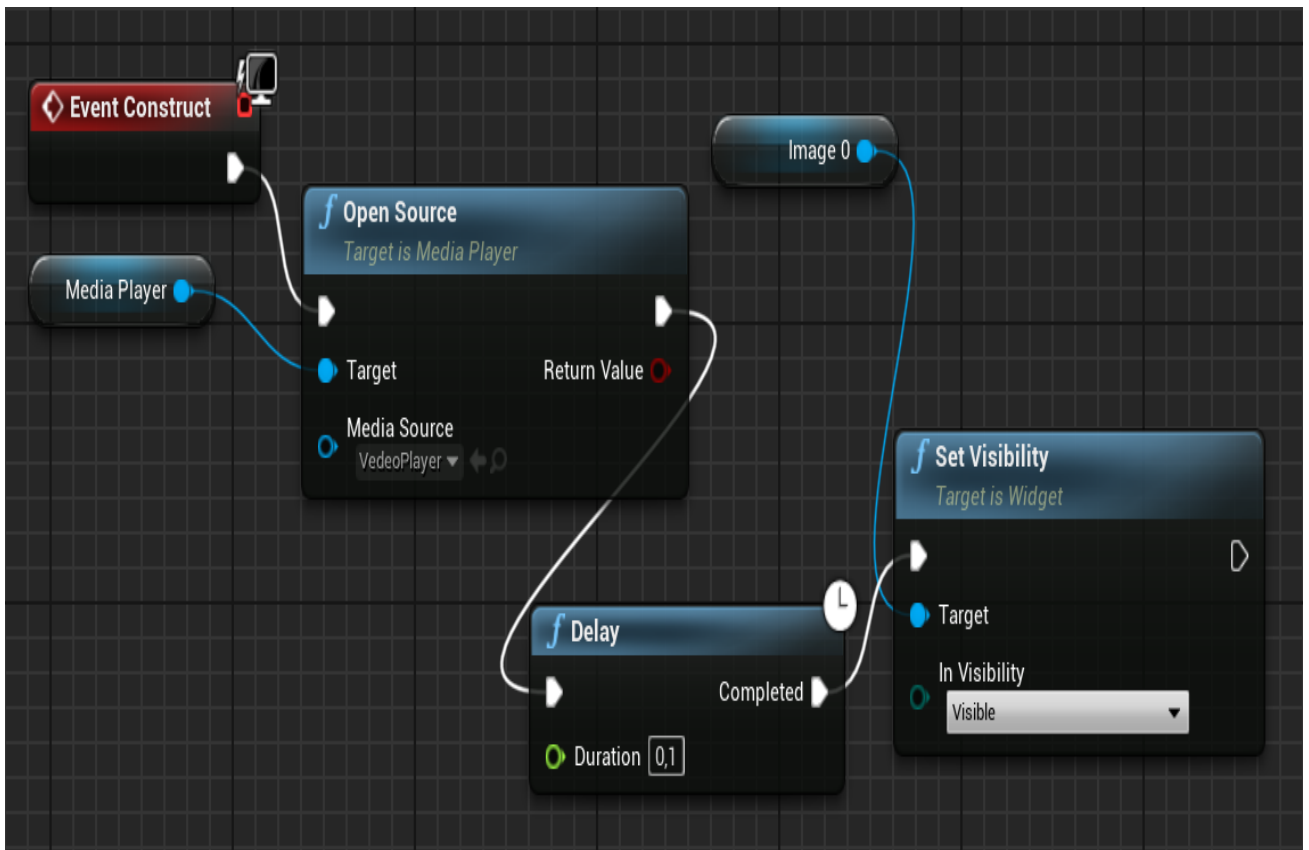 Event Construct
Media Player
f Open Source
Target is Media Player
Target
Return Value
Media Source
VedeoPlayer
Image 0
f Delay
Completed
Duration 0,1
f Set Visibility
Target is Widget
Target
In Visibility
Visible